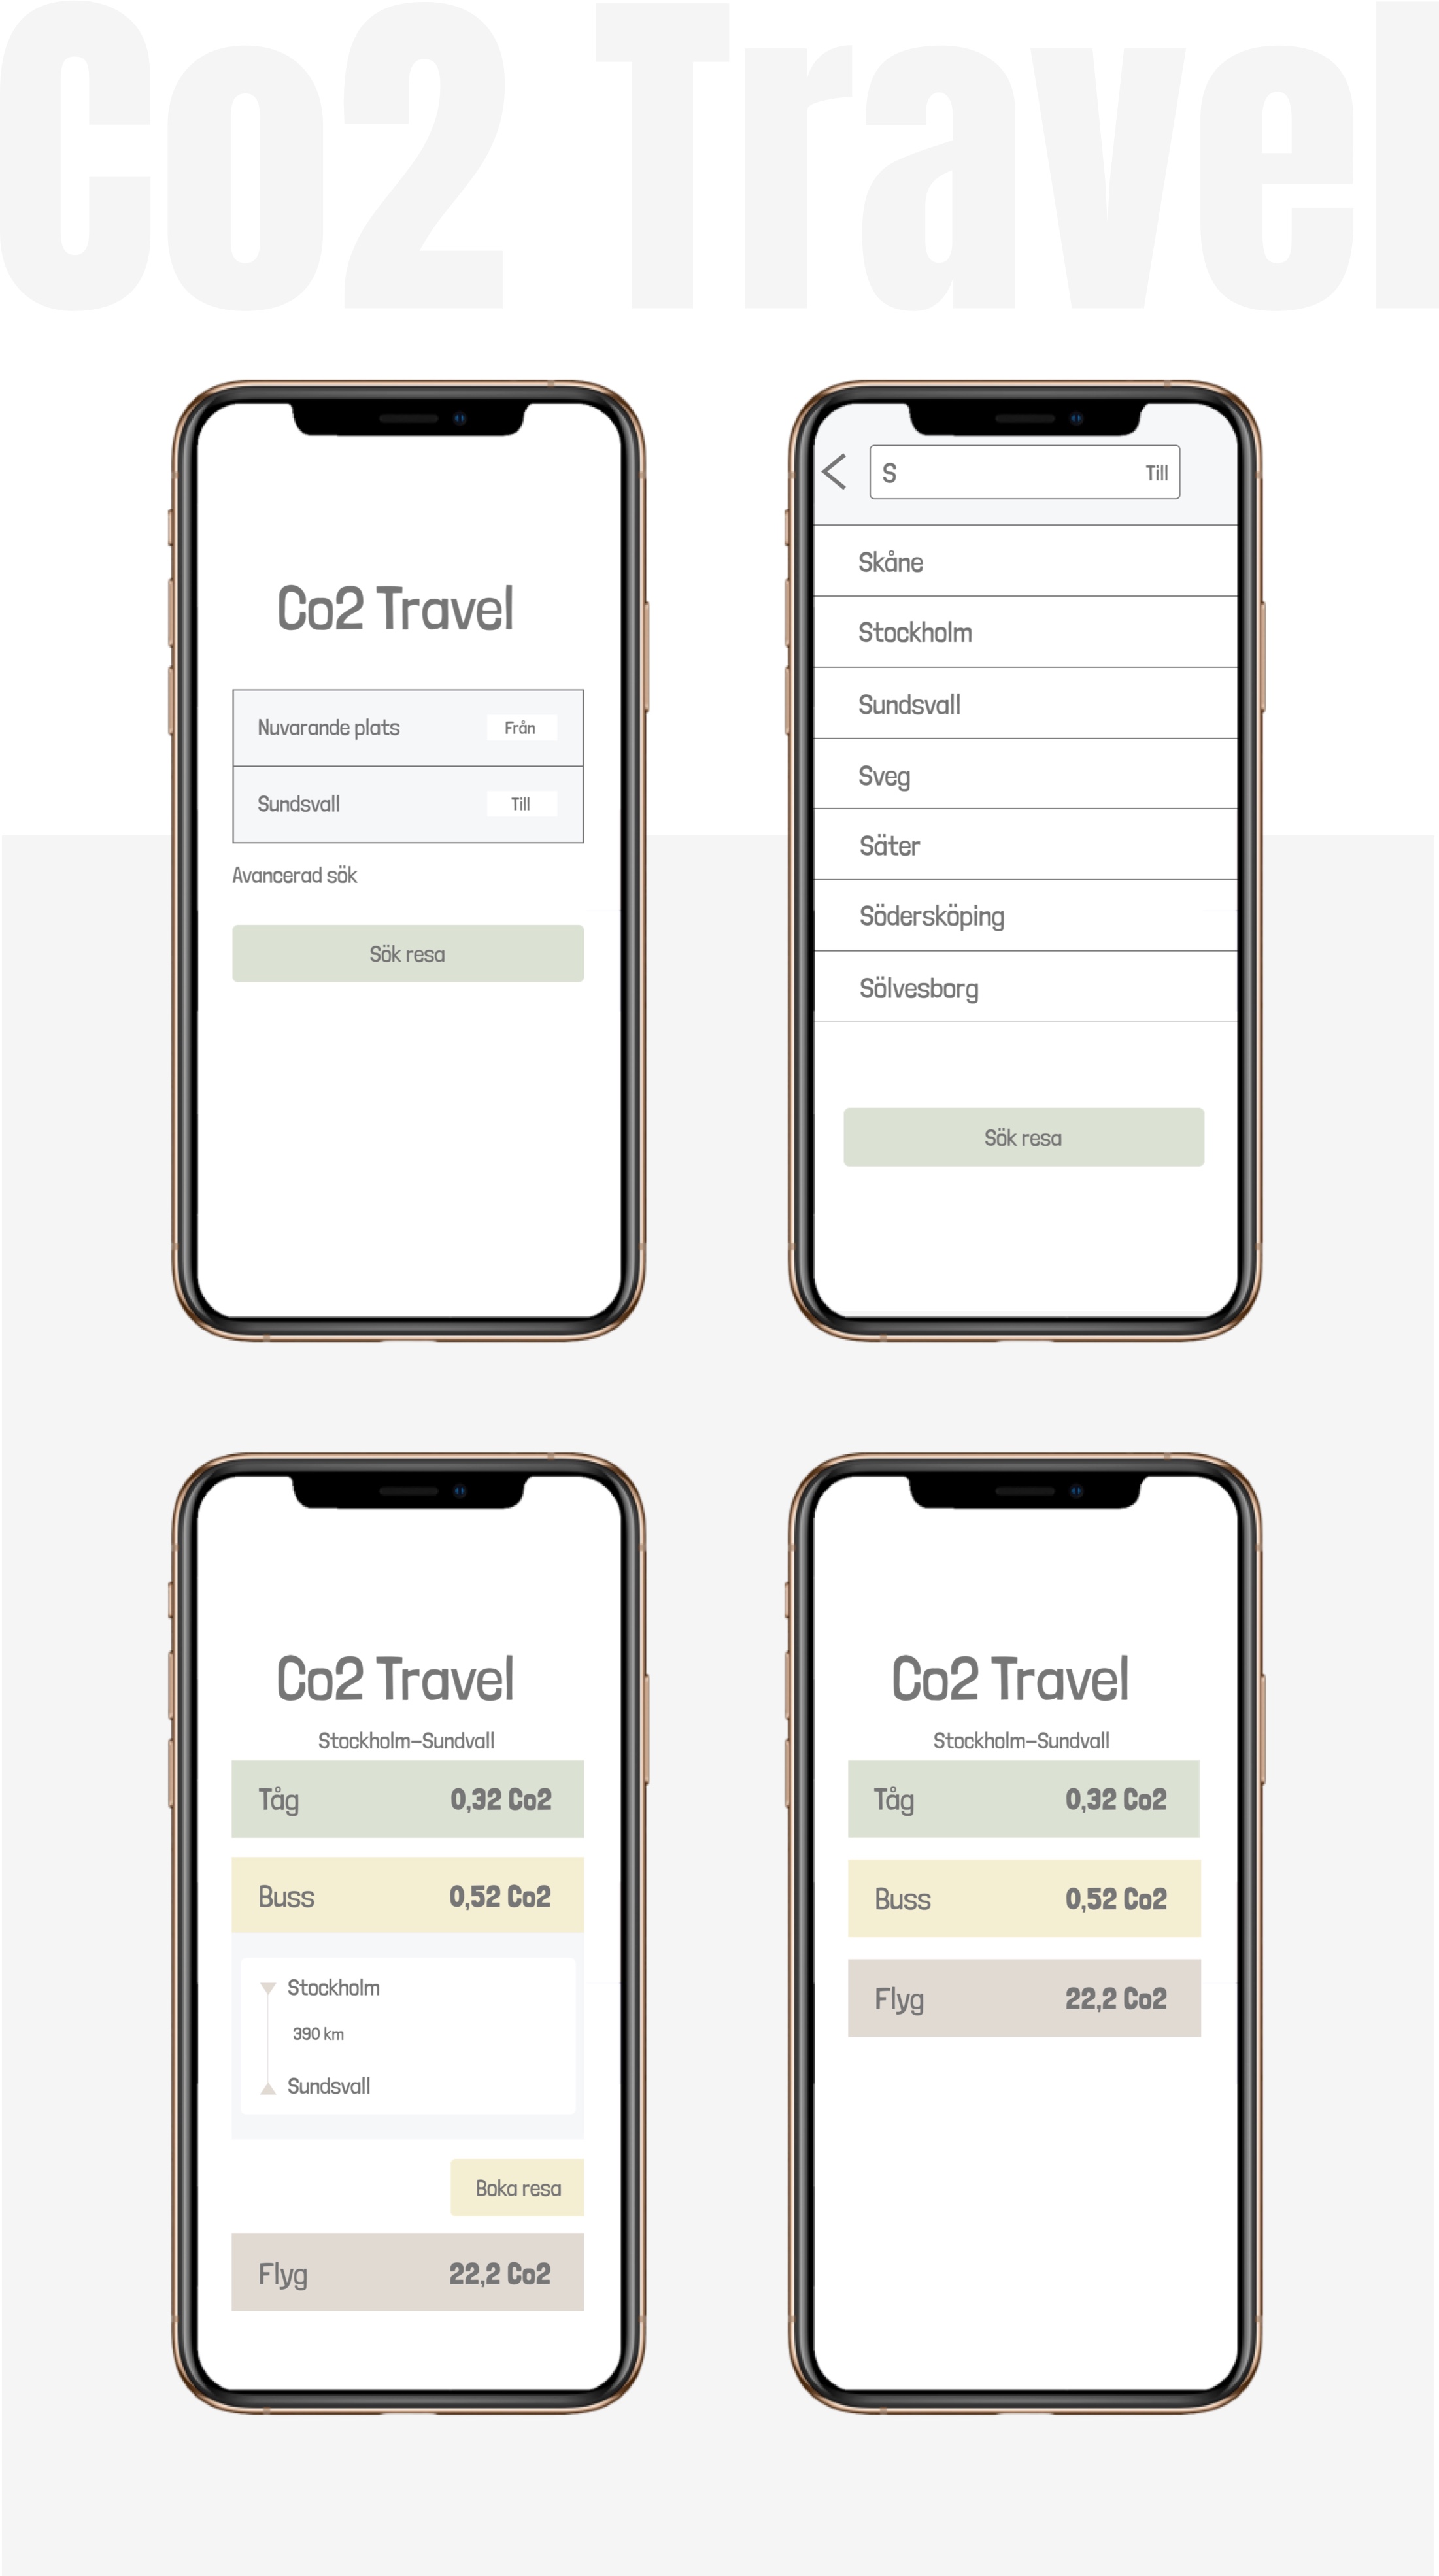 Co2 Travel
Co2 Travel
Nuvarande plats Från
Sundsvall Till
Avancerad sök
Sök resa
S Till
Skåne
Stockholm
Sundsvall
Sveg
Säter
Södersköping
Sölvesborg
Sök resa
Co2 Travel
Stockholm-Sundvall
Tåg 0,32 Co2
Buss 0,52 Co2
Stockholm
390 km
Sundsvall
Boka resa
Flyg 22,2 Co2
Co2 Travel
Stockholm-Sundvall
Tåg 0,32 Co2
Buss 0,52 Co2
Flyg 22,2 Co2